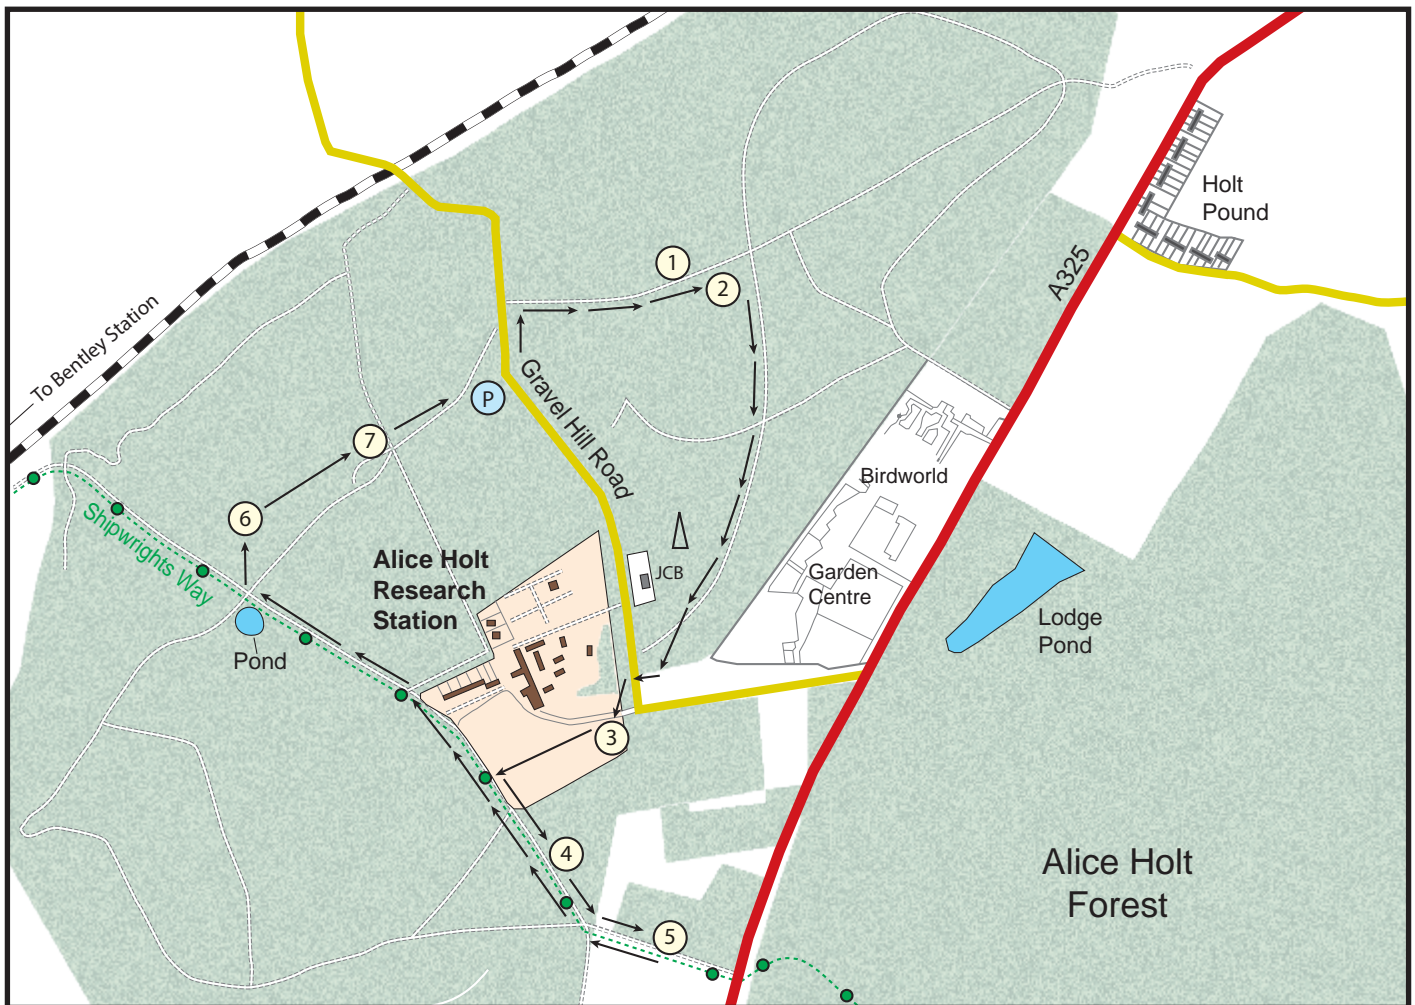 To Bentley Station
Holt
Pound
A325
1
2
Gravel Hill Road
P
7
6
Shipwrights Way
Birdworld
Alice Holt
Research
Station
JCB
Garden
Centre
Lodge
Pond
Pond
3
4
5
Alice Holt
Forest